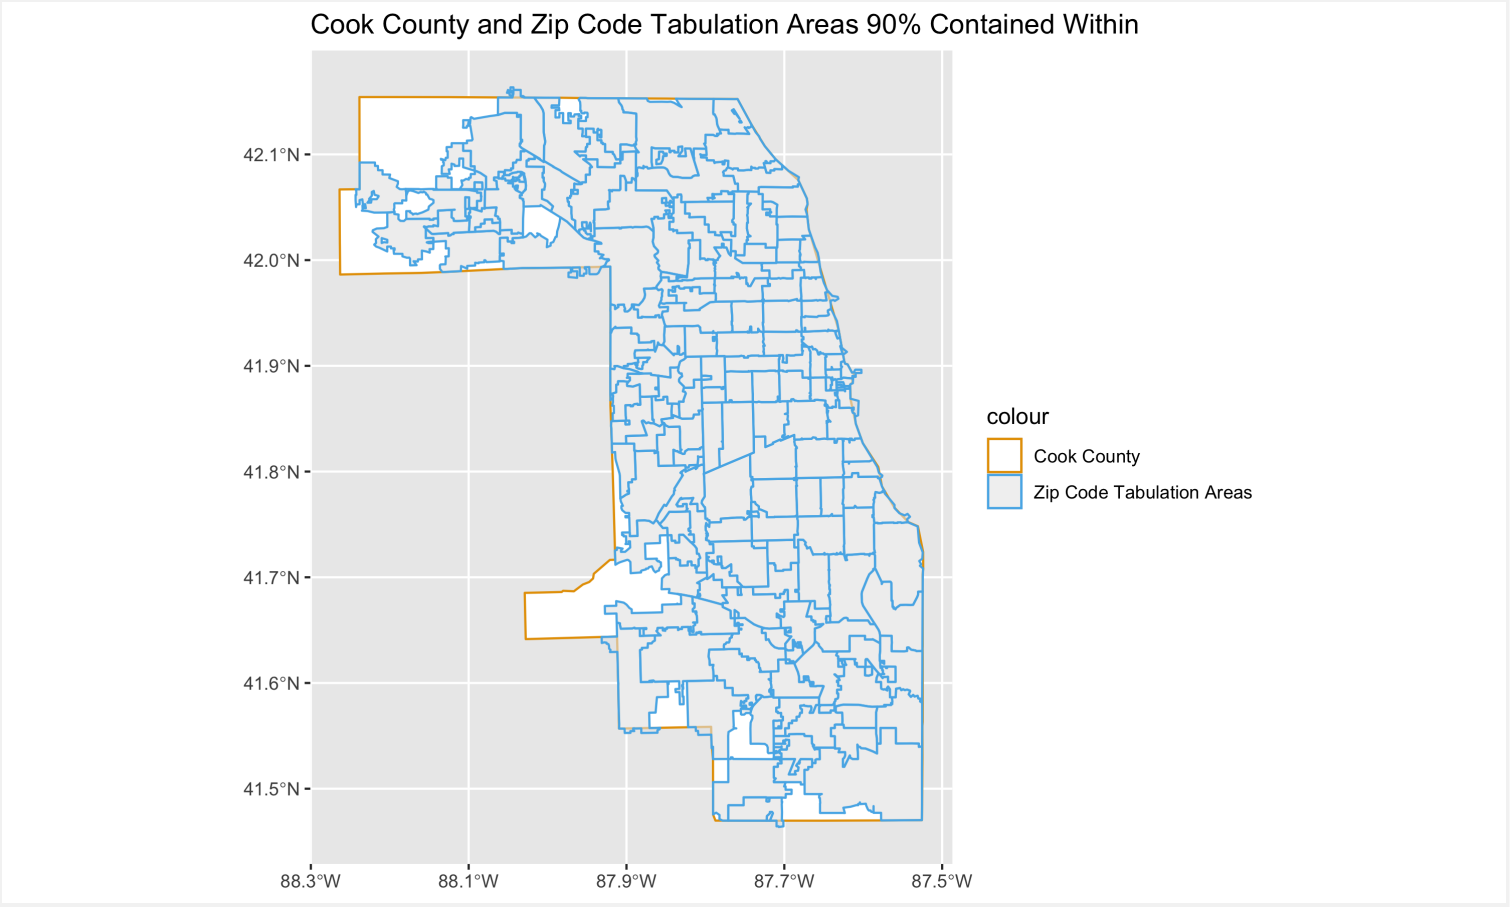 Cook County and Zip Code Tabulation Areas 90% Contained Within
42.1°N
42.0°N
41.9°N
41.8°N
41.7°N
41.6°N
41.5°N
88.3°W 88.1°W 87.9°W 87.7°W 87.5°W
colour
Cook County
Zip Code Tabulation Areas